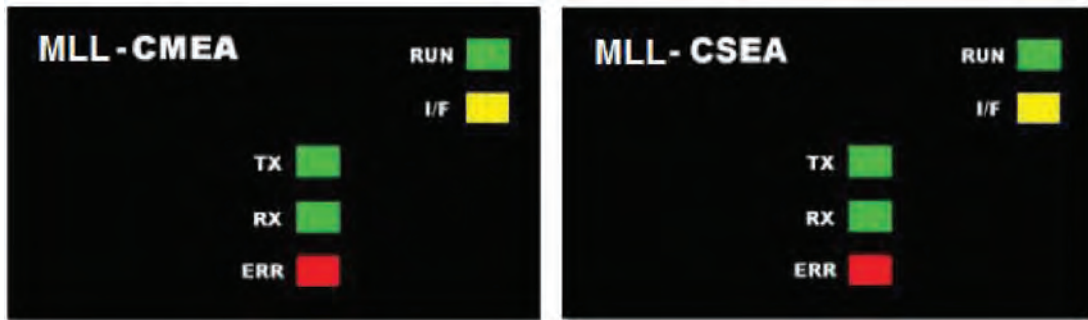 MLL-CMEA
RUN
I/F
TX
RX
ERR
MLL- CSEA
RUN
I/F
TX
RX
ERR